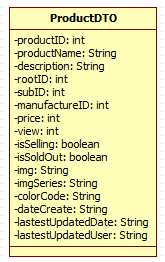 ProductDTO
-productID: int
-productName: String
-description: String
-rootID: int
-subID: int
-manufactureID: int
-price: int
-view: int
-isSelling: boolean
-isSoldOut: boolean
-img: String
-imgSeries: String
-colorCode: String
-dateCreate: String
-lastestUpdatedDate: String
-lastestUpdatedUser: String